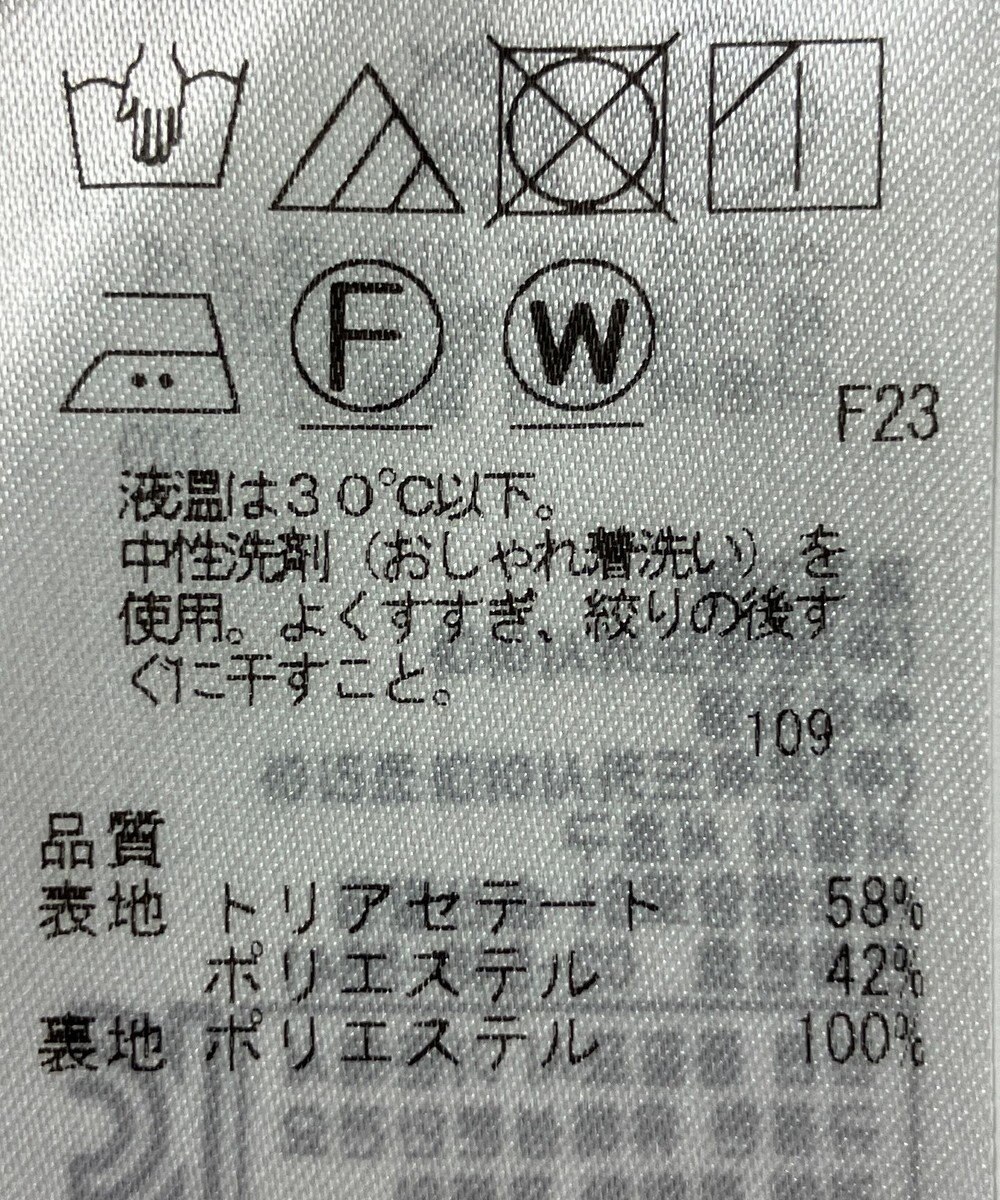 F W
F23
液温は30℃以下。
中性洗剤(おしゃれ着洗い)を
使用。よくすすぎ、絞りの後す
ぐに干すこと。
109
品質
表地 トリアセテート 58%
ポリエステル 42%
裏地 ポリエステル 100%